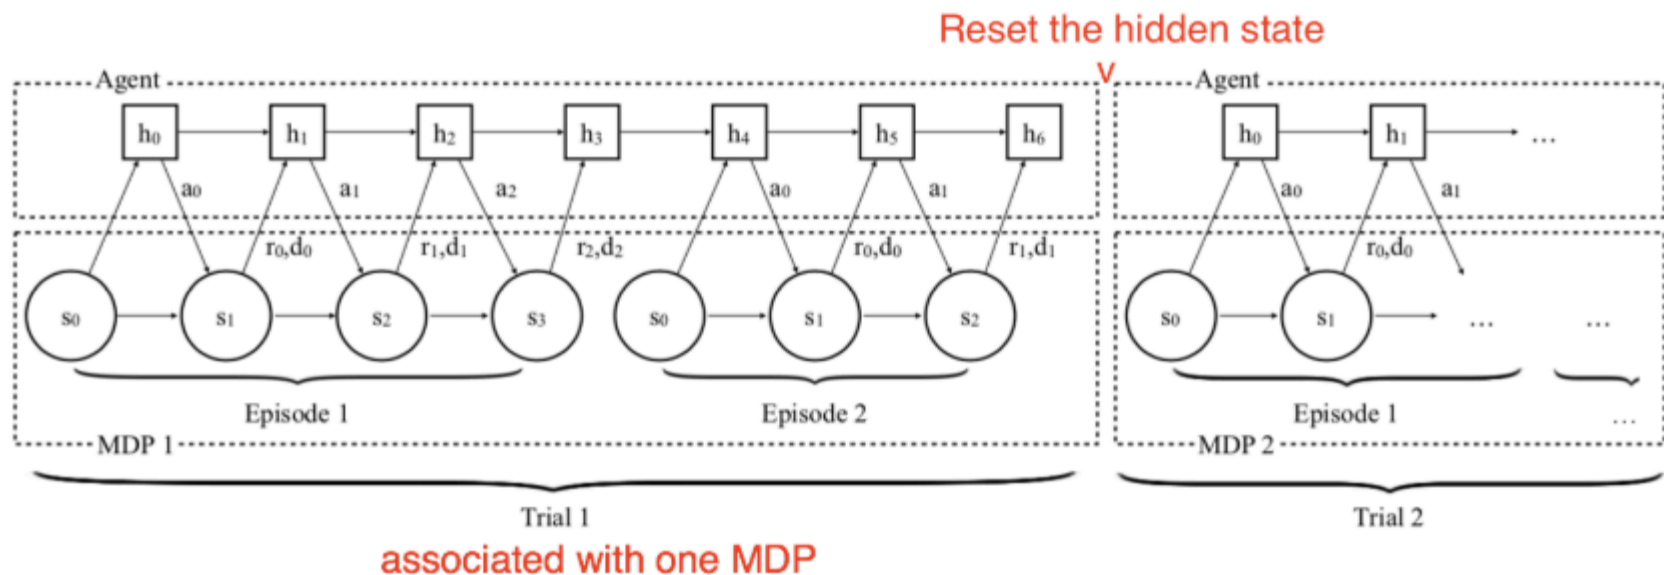 Reset the hidden state
v
Agent Agent
h₀ h₁ h₂ h₃ h₄ h₅ h₆ h₀ h₁ ...
a₀ a₁ a₂ a₀ a₁ a₀ a₁
r₀,d₀ r₁,d₁ r₂,d₂ r₀,d₀ r₁,d₁ r₀,d₀
s₀ s₁ s₂ s₃ s₀ s₁ s₂ s₀ s₁ ... ...
Episode 1 Episode 2 Episode 1 ...
MDP 1 MDP 2
Trial 1 Trial 2
associated with one MDP